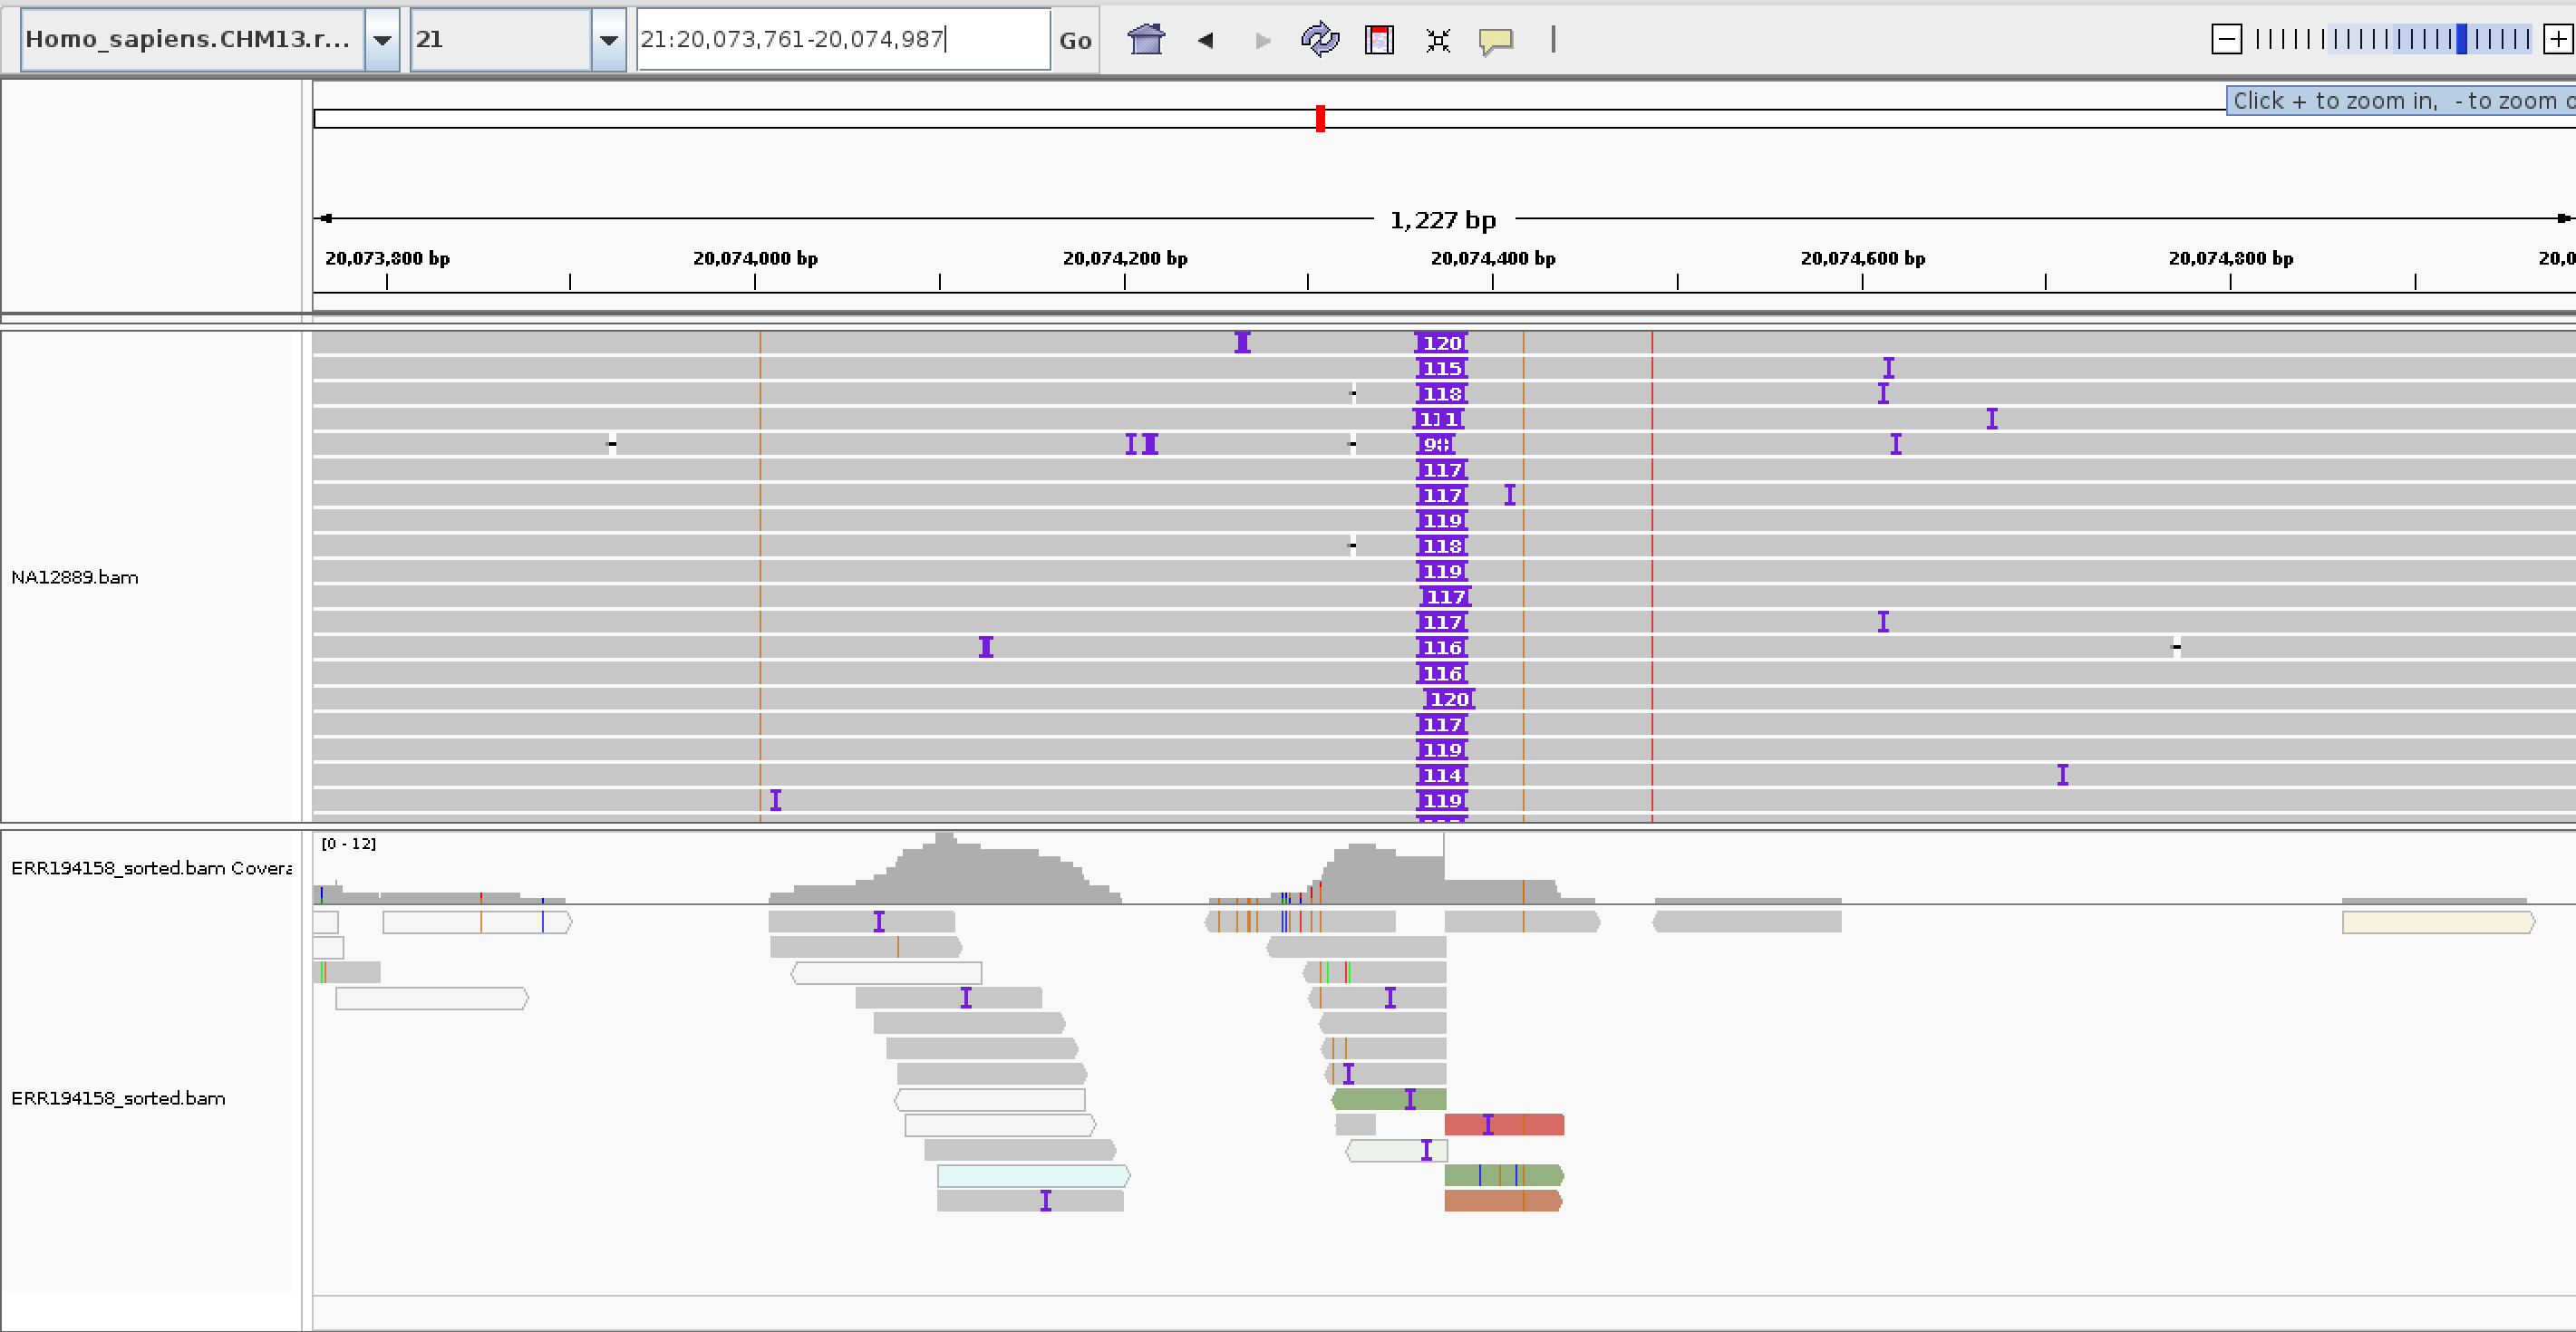 Homo_sapiens.CHM13.r... 21 21:20,073,761-20,074,987 Go
Click + to zoom in, - to zoom
1,227 bp
20,073,800 bp 20,074,000 bp 20,074,200 bp 20,074,400 bp 20,074,600 bp 20,074,800 bp 20,0
120
115
118
111
117
117
119
118
119
NA12889.bam
117
117
116
116
120
117
119
114
119
[0 - 12]
ERR194158_sorted.bam Covera
ERR194158_sorted.bam